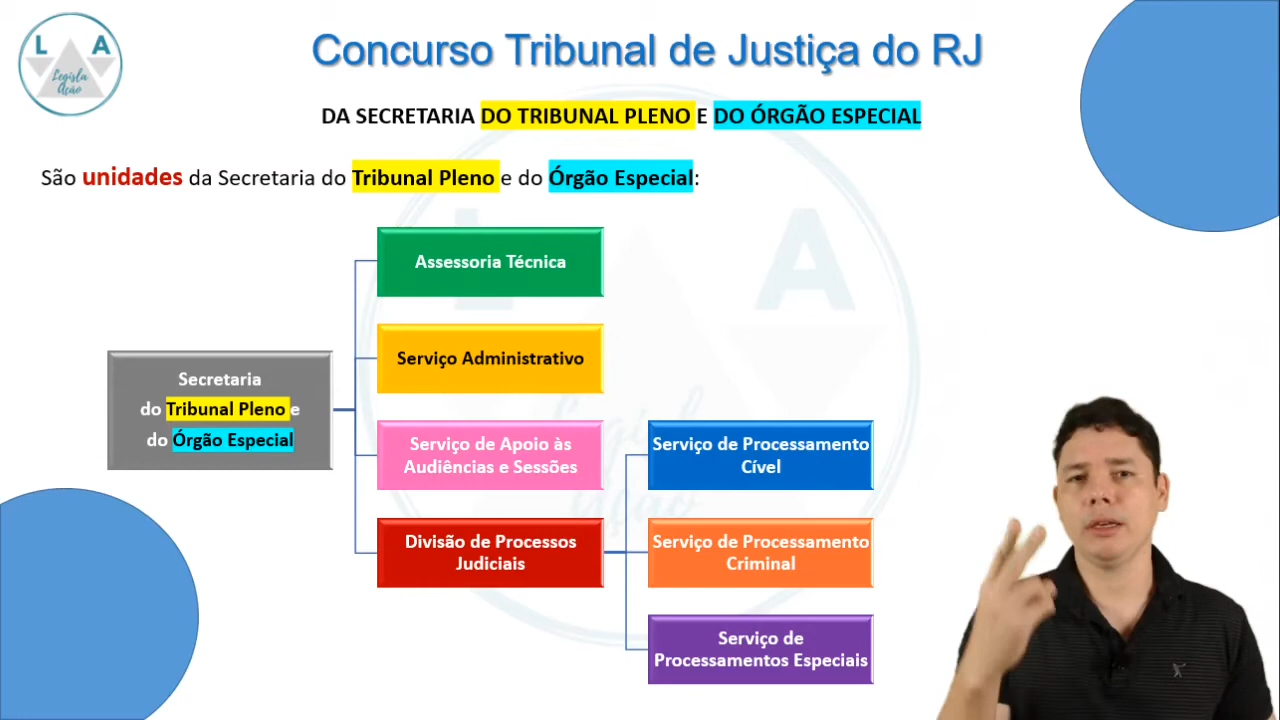 L A
Legisla
Ação
Concurso Tribunal de Justiça do RJ
DA SECRETARIA DO TRIBUNAL PLENO E DO ÓRGÃO ESPECIAL
São unidades da Secretaria do Tribunal Pleno e do Órgão Especial:
Secretaria
do Tribunal Pleno e
do Órgão Especial
Assessoria Técnica
Serviço Administrativo
Serviço de Apoio às
Audiências e Sessões
Divisão de Processos
Judiciais
Serviço de Processamento
Cível
Serviço de Processamento
Criminal
Serviço de
Processamentos Especiais
L A
Legisla
Ação